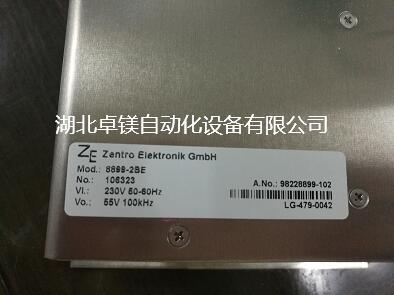 湖北卓镁自动化设备有限公司
ZE Zentro Elektronik GmbH
Mod.: 8899-2BE
No.: 106323
Vi.: 230V 50-60Hz
Vo.: 55V 100kHz
A.No.: 98228899-102
LG-479-0042